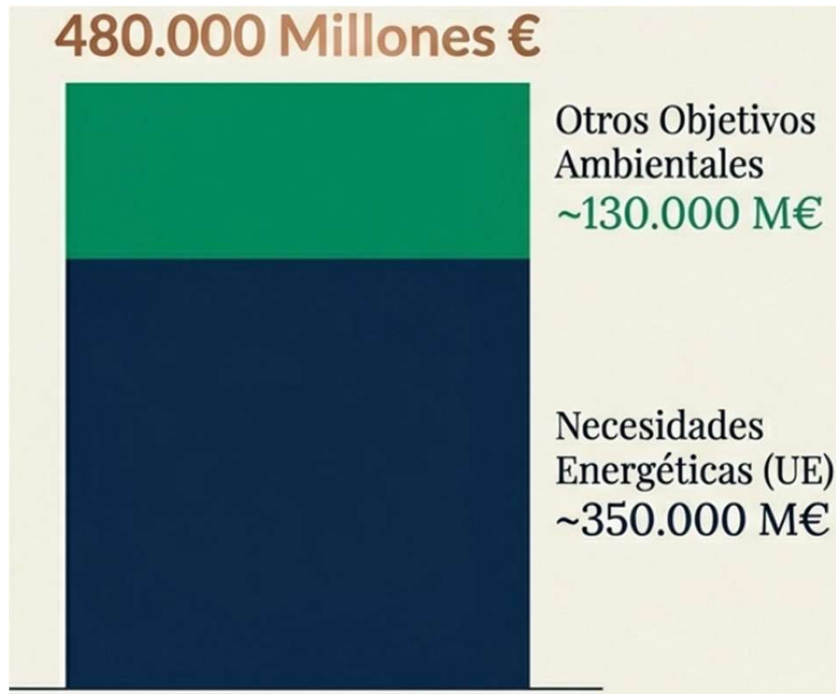 480.000 Millones €
Otros Objetivos
Ambientales
~130.000 M€
Necesidades
Energéticas (UE)
~350.000 M€